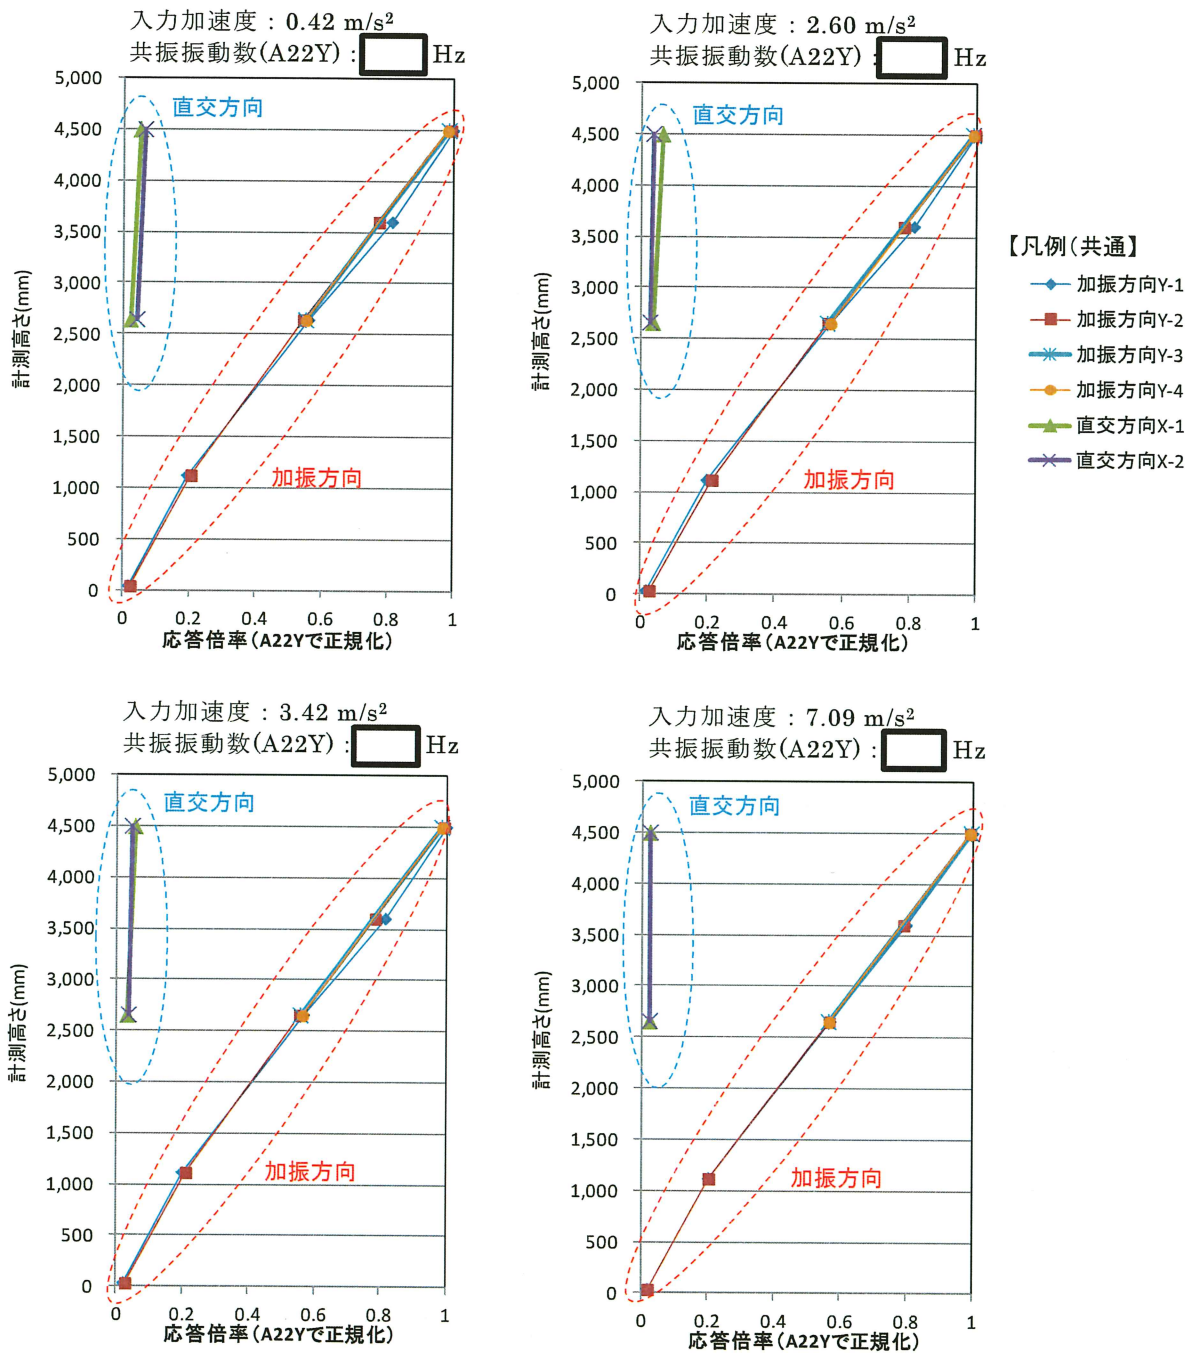 入力加速度：0.42 m/s²
共振振動数(A22Y)： Hz
5,000
4,500
4,000
3,500
3,000
2,500
2,000
1,500
1,000
500
0
計測高さ(mm)
直交方向
加振方向
0 0.2 0.4 0.6 0.8 1
応答倍率(A22Yで正規化)
入力加速度：2.60 m/s²
共振振動数(A22Y)： Hz
5,000
4,500
4,000
3,500
3,000
2,500
2,000
1,500
1,000
500
0
計測高さ(mm)
直交方向
加振方向
0 0.2 0.4 0.6 0.8 1
応答倍率(A22Yで正規化)
【凡例(共通】
加振方向Y-1
加振方向Y-2
加振方向Y-3
加振方向Y-4
直交方向X-1
直交方向X-2
入力加速度：3.42 m/s²
共振振動数(A22Y)： Hz
5,000
4,500
4,000
3,500
3,000
2,500
2,000
1,500
1,000
500
0
計測高さ(mm)
直交方向
加振方向
0 0.2 0.4 0.6 0.8 1
応答倍率(A22Yで正規化)
入力加速度：7.09 m/s²
共振振動数(A22Y)： Hz
5,000
4,500
4,000
3,500
3,000
2,500
2,000
1,500
1,000
500
0
計測高さ(mm)
直交方向
加振方向
0 0.2 0.4 0.6 0.8 1
応答倍率(A22Yで正規化)